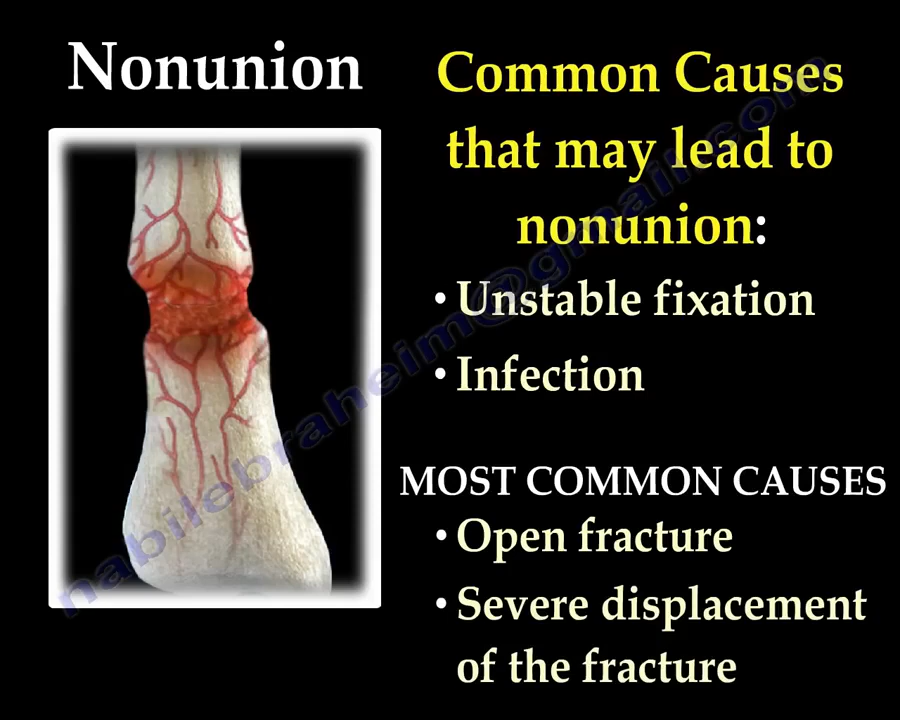 Nonunion
Common Causes
that may lead to
nonunion:
• Unstable fixation
• Infection
MOST COMMON CAUSES
• Open fracture
• Severe displacement
of the fracture
nabilebraheim@gmail.com